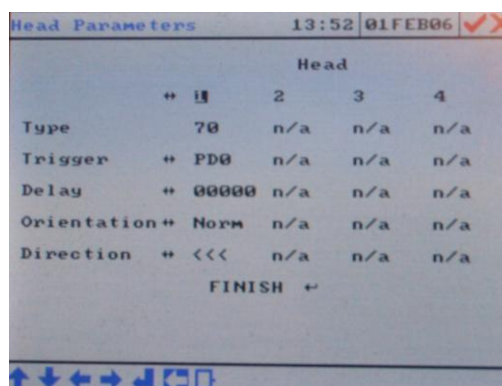 Head Parameters 13:52 01FEB06
Head
↔ 1 2 3 4
Type 70 n/a n/a n/a
Trigger ↔ PD0 n/a n/a n/a
Delay ↔ 00000 n/a n/a n/a
Orientation ↔ Norm n/a n/a n/a
Direction ↔ <<< n/a n/a n/a
FINISH ↵